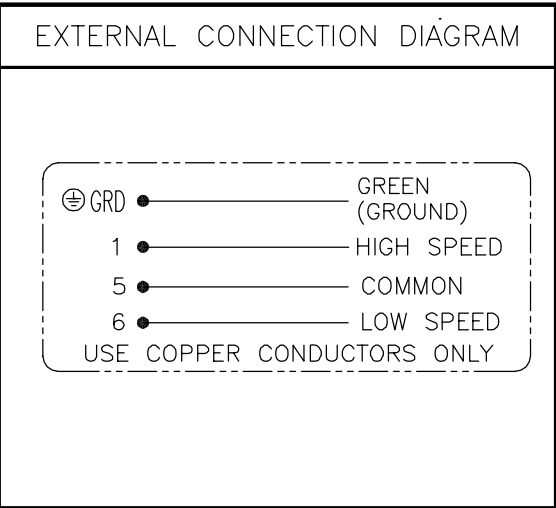 EXTERNAL CONNECTION DIAGRAM
GRD GREEN
(GROUND)
1 HIGH SPEED
5 COMMON
6 LOW SPEED
USE COPPER CONDUCTORS ONLY